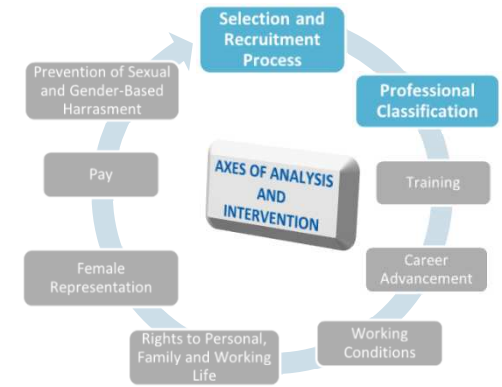 Selection and
Recruitment
Process
Professional
Classification
Training
Career
Advancement
Working
Conditions
Rights to Personal,
Family and Working
Life
Female
Representation
Pay
Prevention of Sexual
and Gender-Based
Harrasment
AXES OF ANALYSIS
AND
INTERVENTION